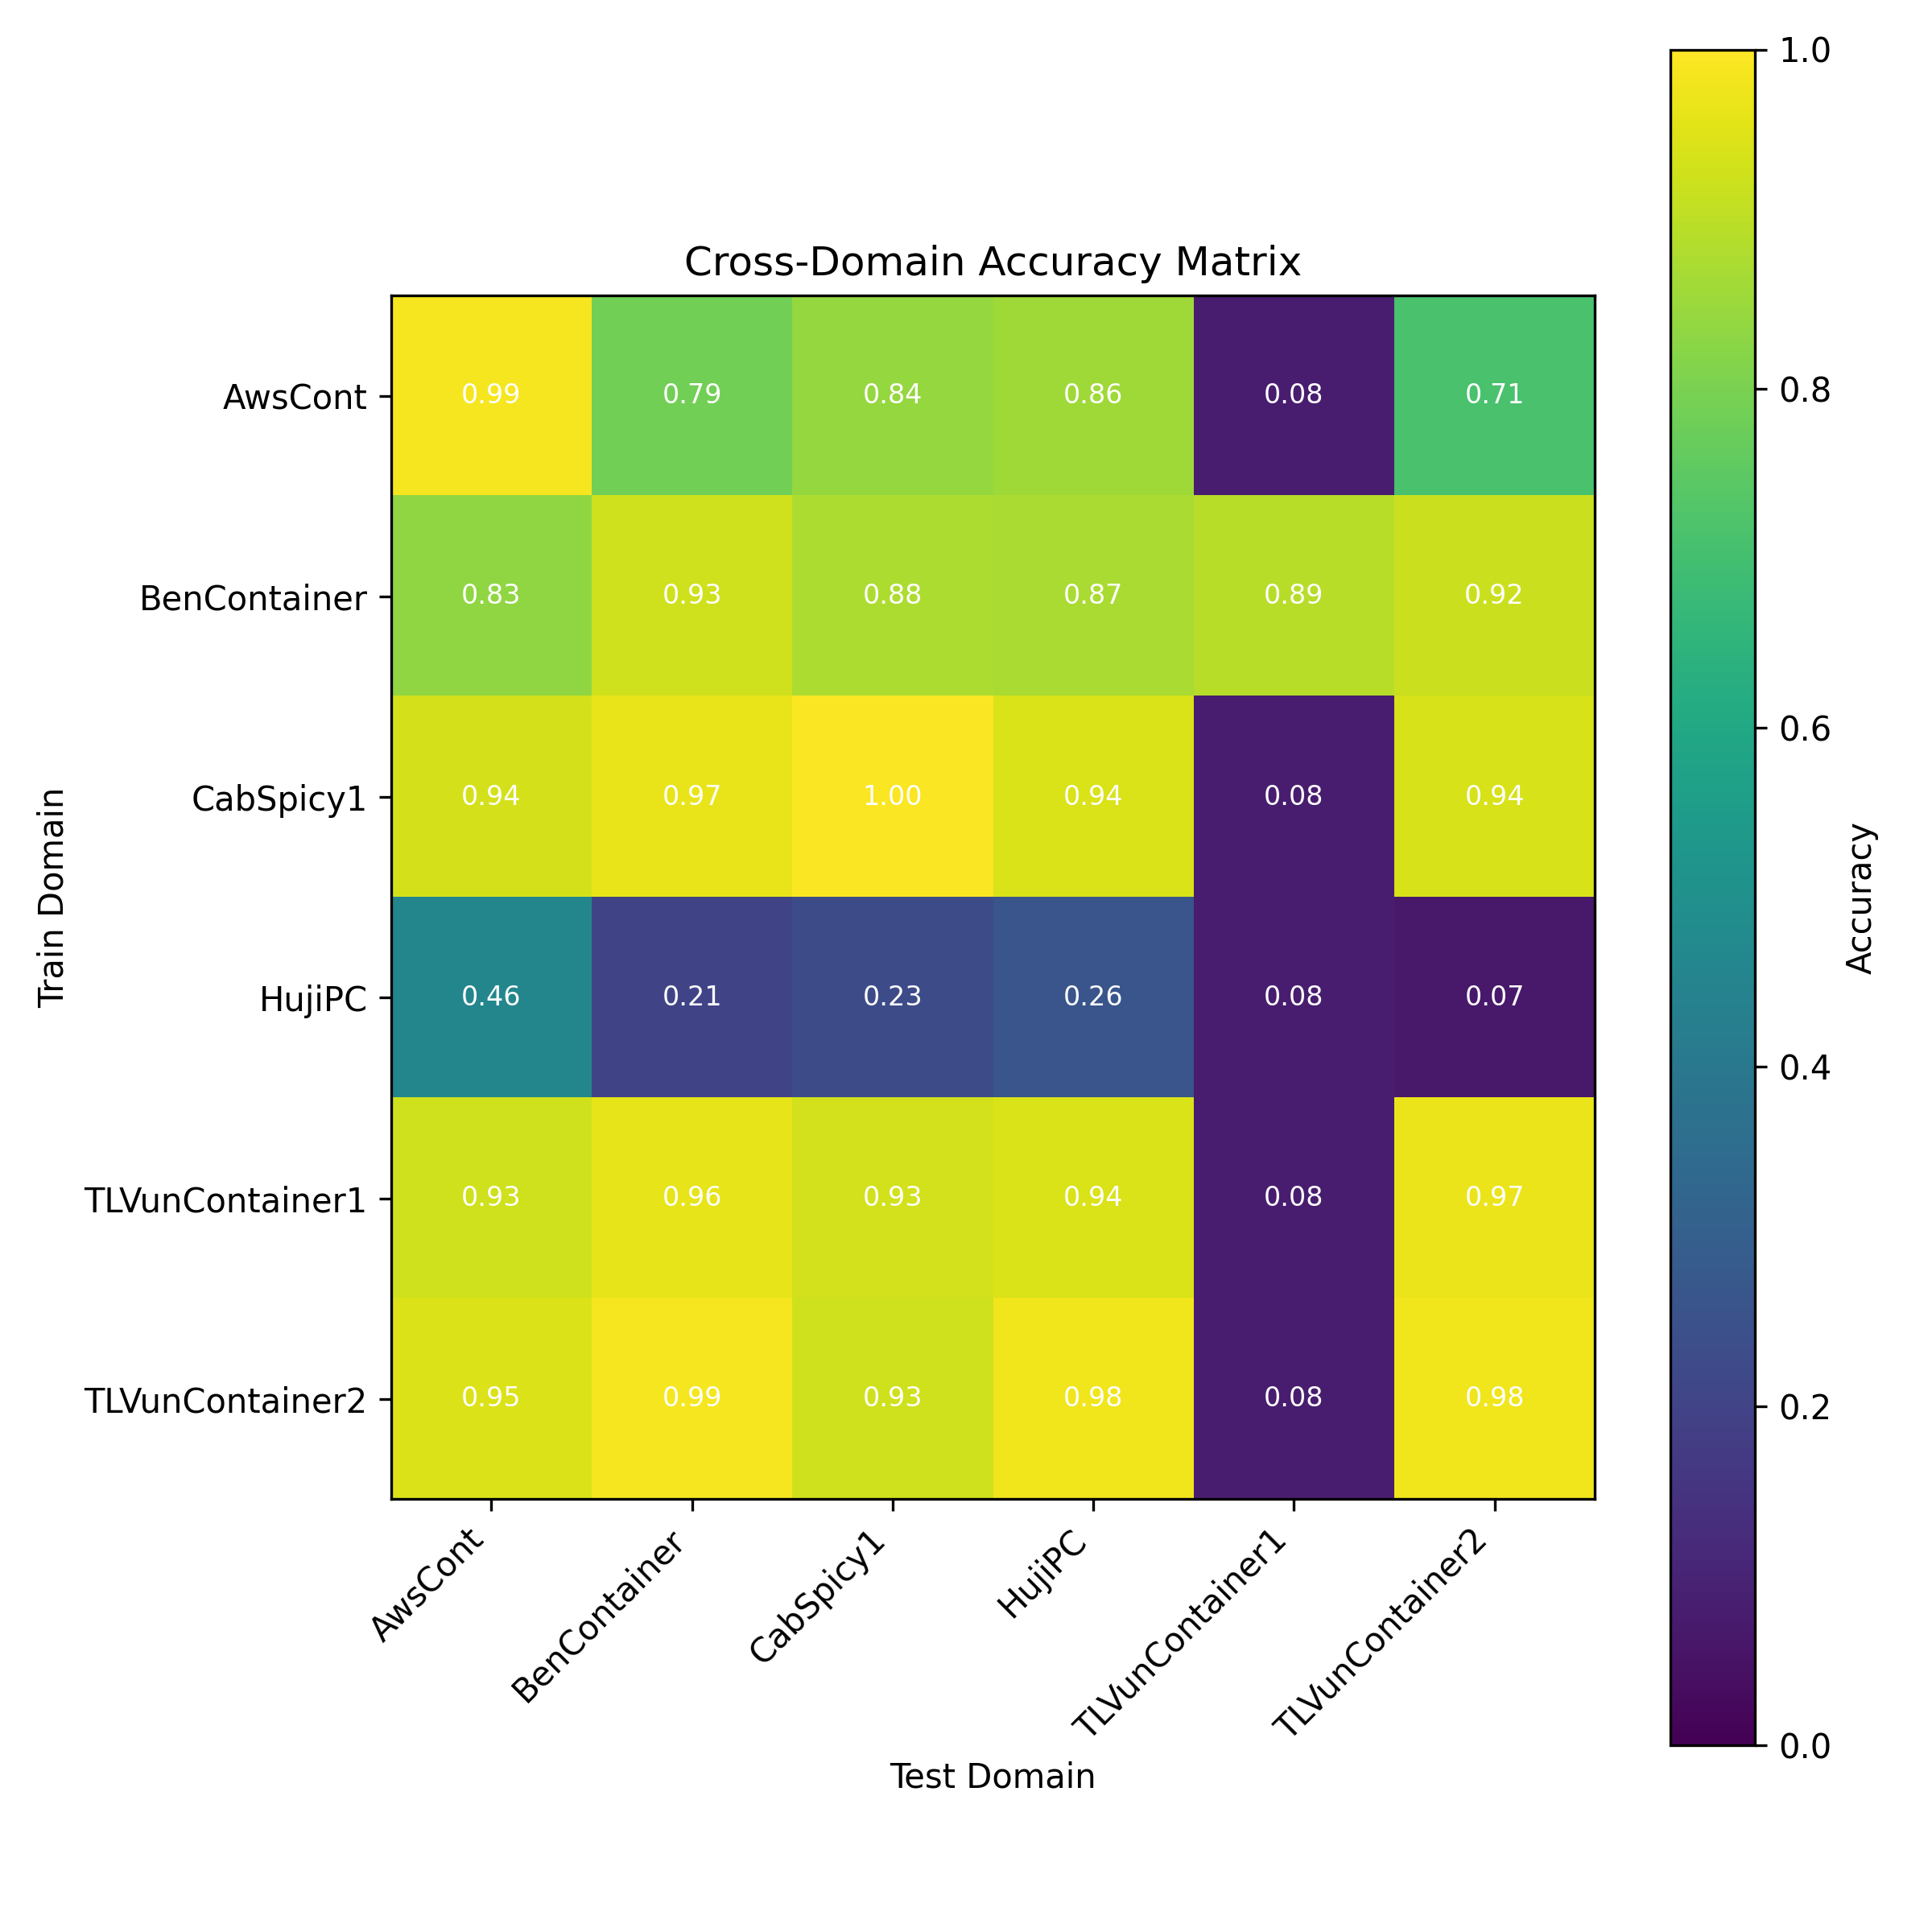 Cross-Domain Accuracy Matrix
AwsCont 0.99 0.79 0.84 0.86 0.08 0.71
BenContainer 0.83 0.93 0.88 0.87 0.89 0.92
CabSpicy1 0.94 0.97 1.00 0.94 0.08 0.94
HujiPC 0.46 0.21 0.23 0.26 0.08 0.07
TLVunContainer1 0.93 0.96 0.93 0.94 0.08 0.97
TLVunContainer2 0.95 0.99 0.93 0.98 0.08 0.98
Train Domain
AwsCont BenContainer CabSpicy1 HujiPC TLVunContainer1 TLVunContainer2
Test Domain
1.0
0.8
0.6
0.4
0.2
0.0
Accuracy